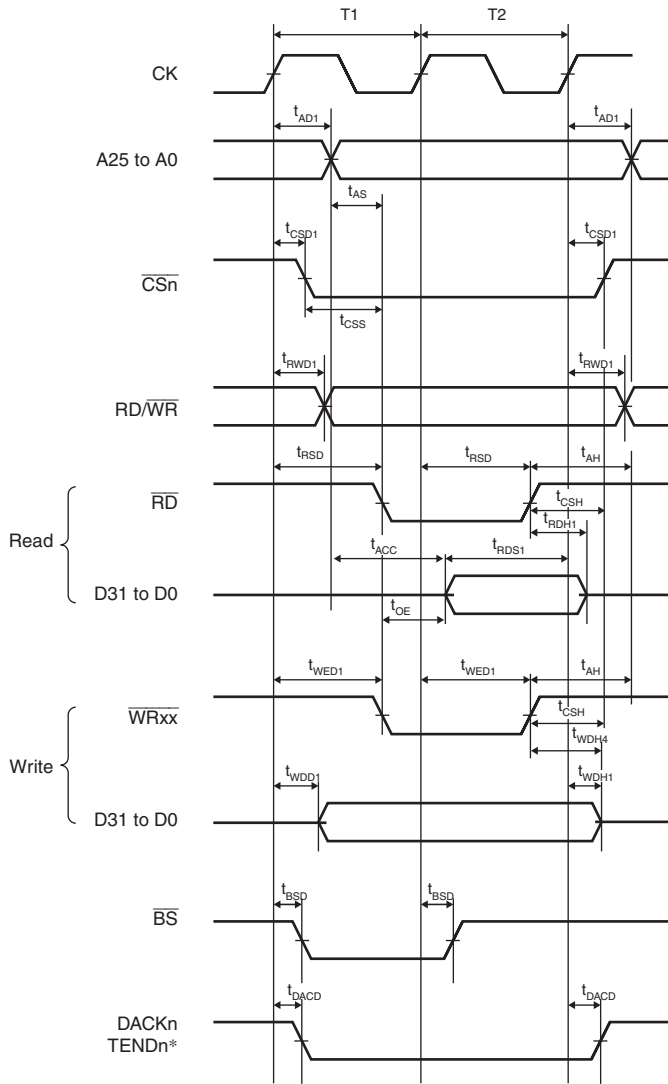 T1 T2
CK
tAD1 tAD1
A25 to A0
tAS
tCSD1 tCSD1
CSn
tCSS
tRWD1 tRWD1
RD/WR
tRSD tRSD tAH
RD
tCSH
tRDH1
Read
tACC tRDS1
D31 to D0
tOE
tWED1 tWED1 tAH
WRxx
tCSH
tWDH4
Write
tWDD1 tWDH1
D31 to D0
tBSD tBSD
BS
tDACD tDACD
DACKn
TENDn*